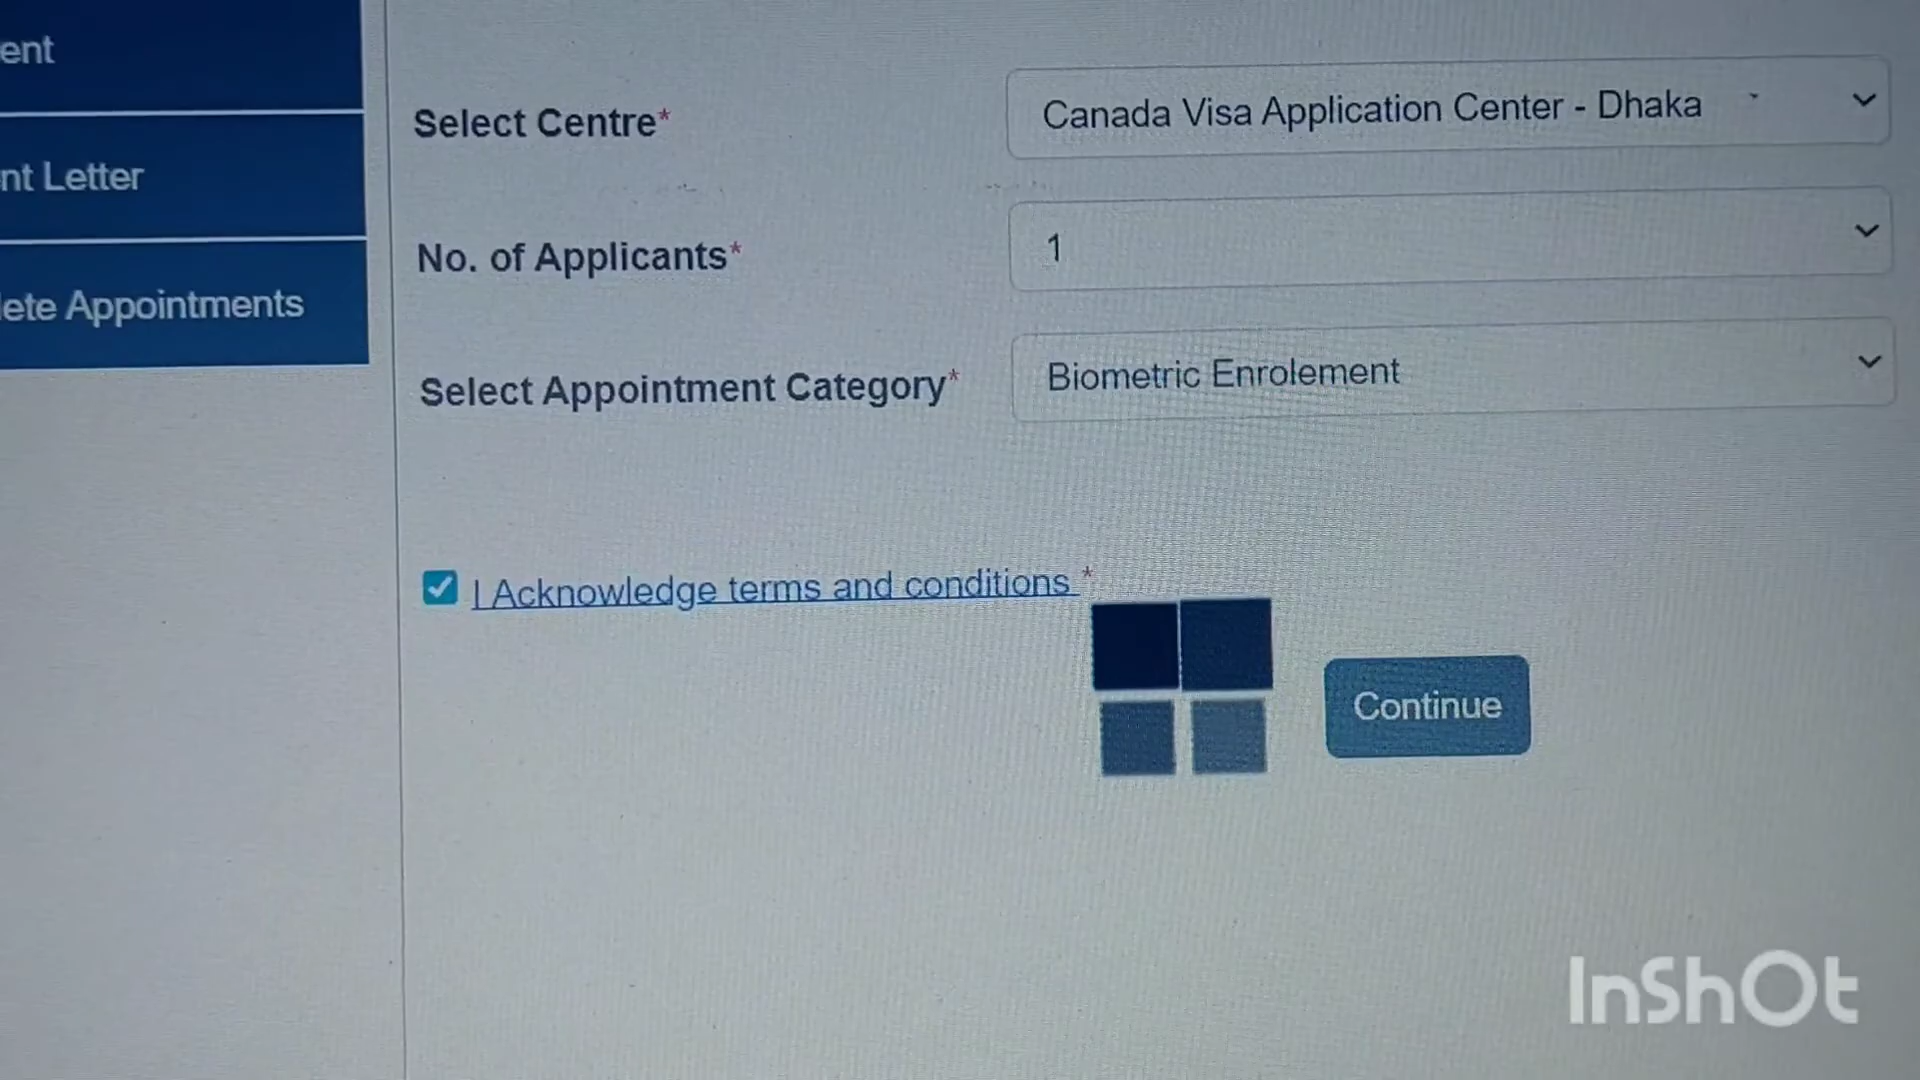 ent
Select Centre*
Canada Visa Application Center - Dhaka
nt Letter
No. of Applicants*
1
ete Appointments
Select Appointment Category*
Biometric Enrolement
I Acknowledge terms and conditions *
Continue
InShOt